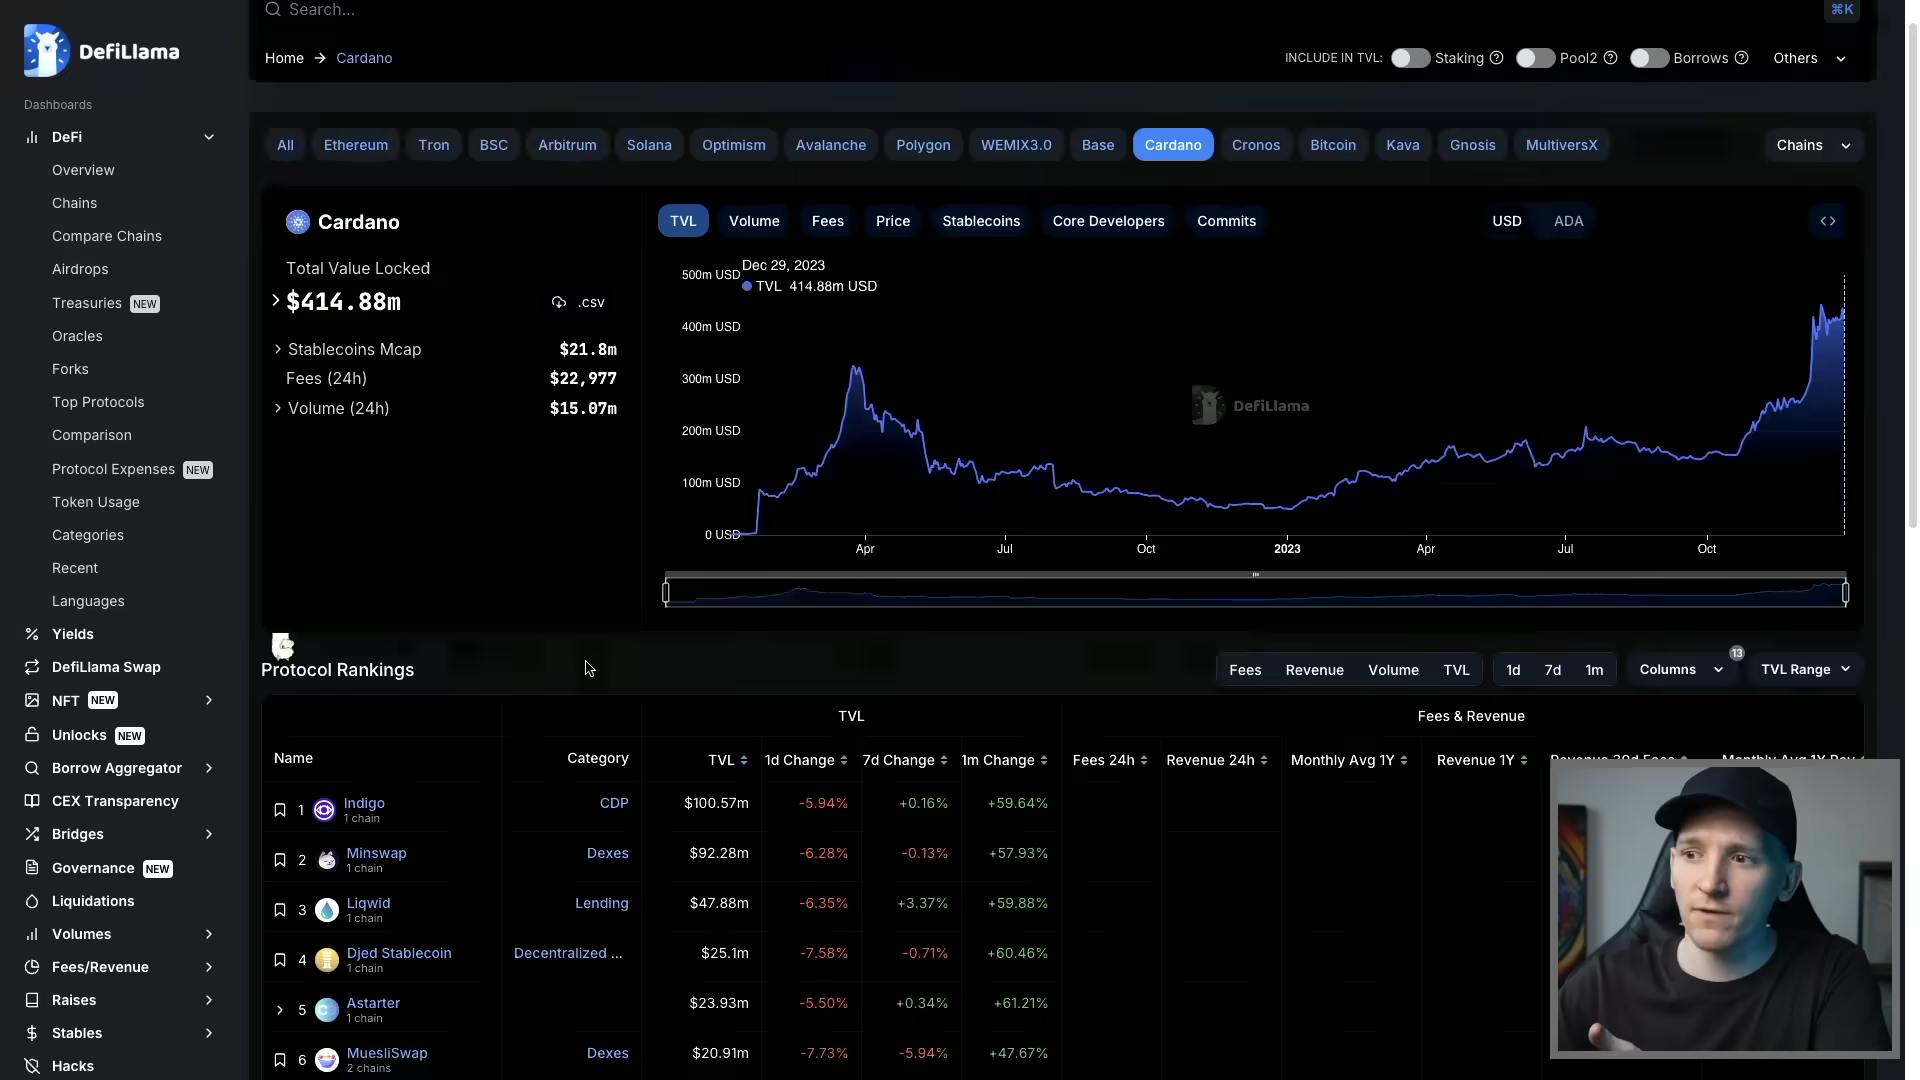 DefiLlama
Dashboards
DeFi
Overview
Chains
Compare Chains
Airdrops
Treasuries NEW
Oracles
Forks
Top Protocols
Comparison
Protocol Expenses NEW
Token Usage
Categories
Recent
Languages
Yields
DefiLlama Swap
NFT NEW
Unlocks NEW
Borrow Aggregator
CEX Transparency
Bridges
Governance NEW
Liquidations
Volumes
Fees/Revenue
Raises
Stables
Hacks
Search... ⌘K
Home → Cardano
INCLUDE IN TVL: Staking Pool2 Borrows Others
All Ethereum Tron BSC Arbitrum Solana Optimism Avalanche Polygon WEMIX3.0 Base Cardano Cronos Bitcoin Kava Gnosis MultiversX Chains
Cardano
Total Value Locked
$414.88m .csv
Stablecoins Mcap $21.8m
Fees (24h) $22,977
Volume (24h) $15.07m
TVL Volume Fees Price Stablecoins Core Developers Commits USD ADA
Dec 29, 2023
TVL 414.88m USD
500m USD
400m USD
300m USD
200m USD
100m USD
0 USD
DefiLlama
Apr Jul Oct 2023 Apr Jul Oct
Protocol Rankings
Fees Revenue Volume TVL 1d 7d 1m Columns 13 TVL Range
TVL Fees & Revenue
Name Category TVL 1d Change 7d Change 1m Change Fees 24h Revenue 24h Monthly Avg 1Y Revenue 1Y
1 Indigo CDP $100.57m -5.94% +0.16% +59.64%
1 chain
2 Minswap Dexes $92.28m -6.28% -0.13% +57.93%
1 chain
3 Liqwid Lending $47.88m -6.35% +3.37% +59.88%
1 chain
4 Djed Stablecoin Decentralized ... $25.1m -7.58% -0.71% +60.46%
1 chain
5 Astarter $23.93m -5.50% +0.34% +61.21%
1 chain
6 MuesliSwap Dexes $20.91m -7.73% -5.94% +47.67%
2 chains